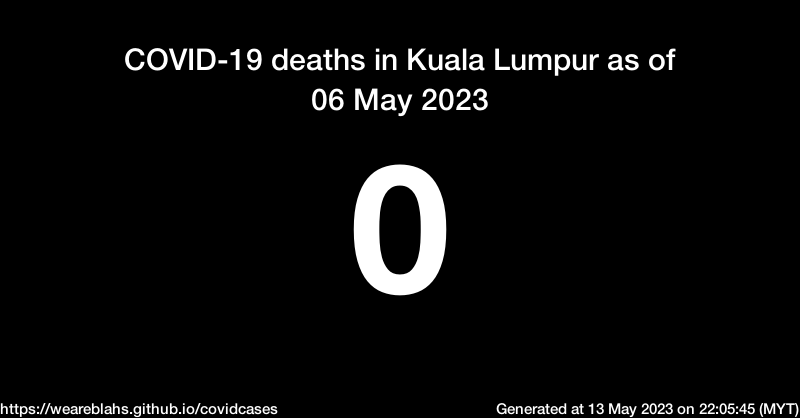 COVID-19 deaths in Kuala Lumpur as of
06 May 2023
0
https://weareblahs.github.io/covidcases
Generated at 13 May 2023 on 22:05:45 (MYT)